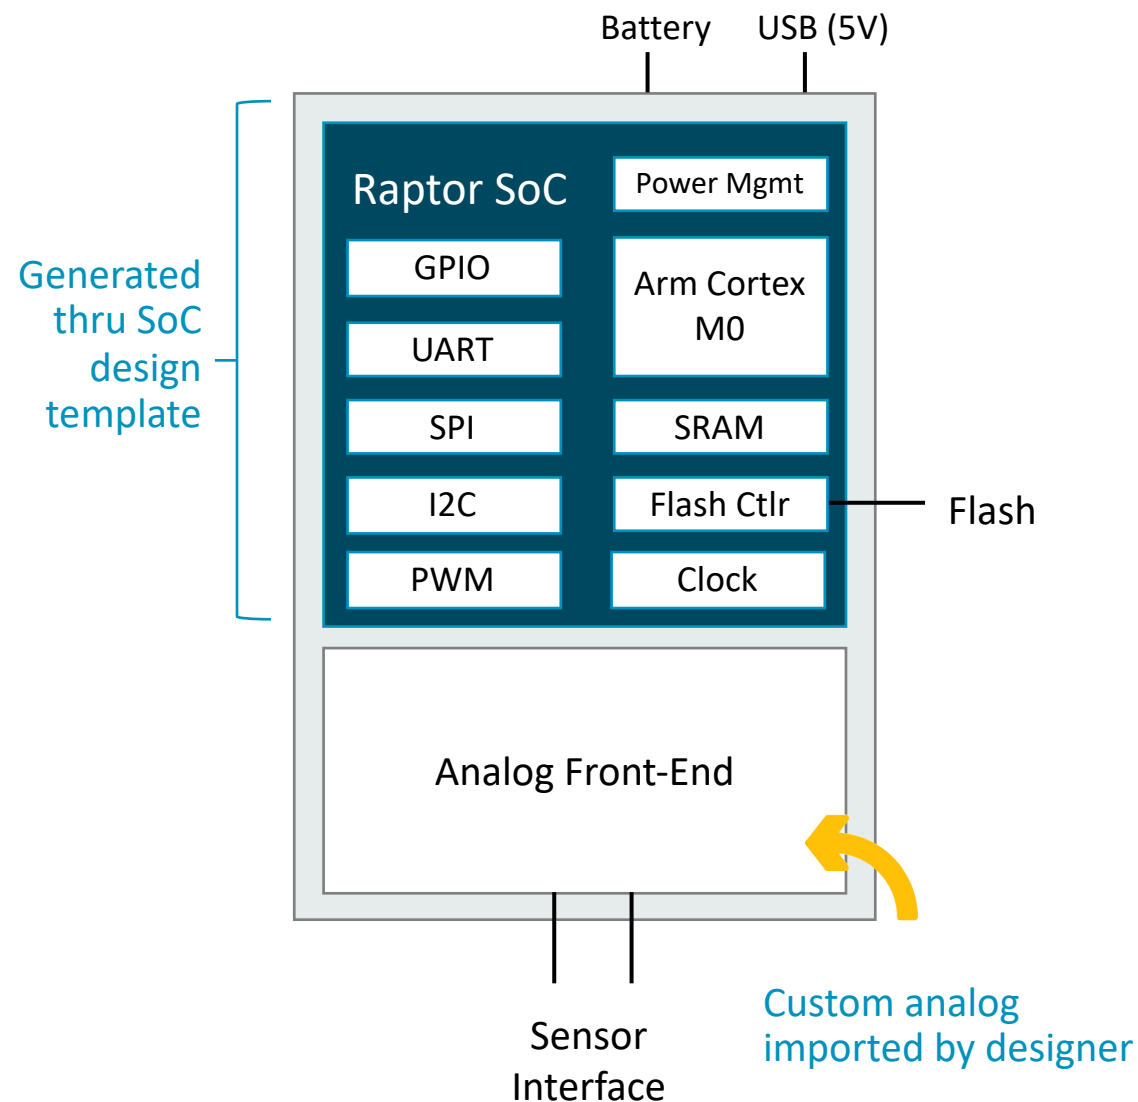 Battery
USB (5V)
Raptor SoC
Power Mgmt
GPIO
Arm Cortex
M0
UART
SPI
SRAM
I2C
Flash Ctlr
PWM
Clock
Generated
thru SoC
design
template
Flash
Analog Front-End
Sensor
Interface
Custom analog
imported by designer